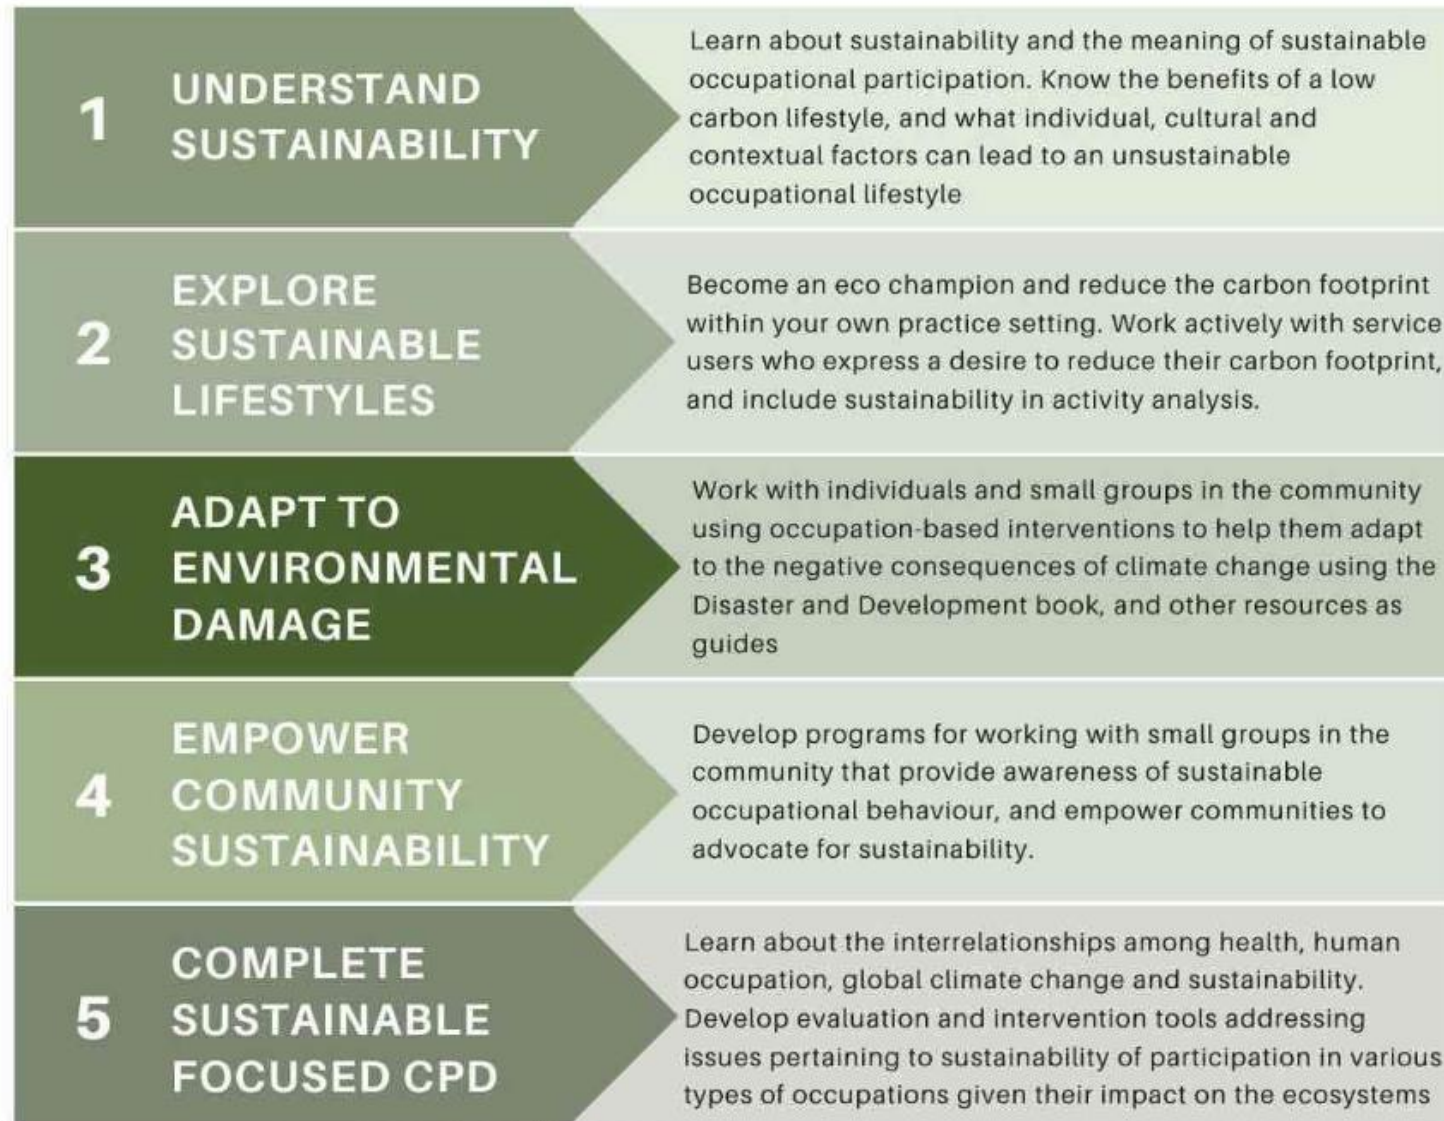 1
UNDERSTAND
SUSTAINABILITY
Learn about sustainability and the meaning of sustainable
occupational participation. Know the benefits of a low
carbon lifestyle, and what individual, cultural and
contextual factors can lead to an unsustainable
occupational lifestyle
2
EXPLORE
SUSTAINABLE
LIFESTYLES
Become an eco champion and reduce the carbon footprint
within your own practice setting. Work actively with service
users who express a desire to reduce their carbon footprint,
and include sustainability in activity analysis.
3
ADAPT TO
ENVIRONMENTAL
DAMAGE
Work with individuals and small groups in the community
using occupation-based interventions to help them adapt
to the negative consequences of climate change using the
Disaster and Development book, and other resources as
guides
4
EMPOWER
COMMUNITY
SUSTAINABILITY
Develop programs for working with small groups in the
community that provide awareness of sustainable
occupational behaviour, and empower communities to
advocate for sustainability.
5
COMPLETE
SUSTAINABLE
FOCUSED CPD
Learn about the interrelationships among health, human
occupation, global climate change and sustainability.
Develop evaluation and intervention tools addressing
issues pertaining to sustainability of participation in various
types of occupations given their impact on the ecosystems